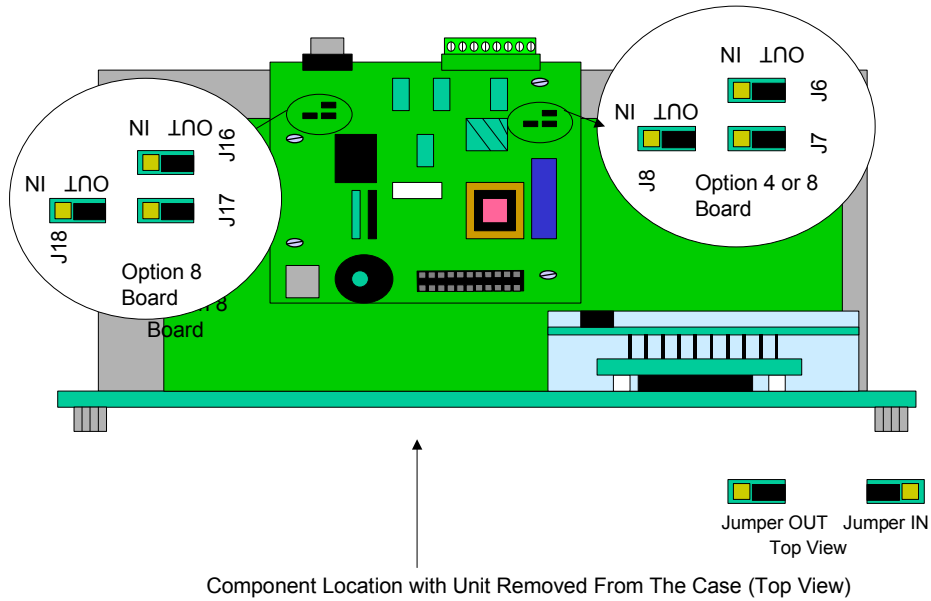 IN OUT
J16
IN OUT
J17
J18
Option 8
Board
8
Board
IN OUT
J6
IN OUT
J7
J8
Option 4 or 8
Board
Jumper OUT Jumper IN
Top View
Component Location with Unit Removed From The Case (Top View)